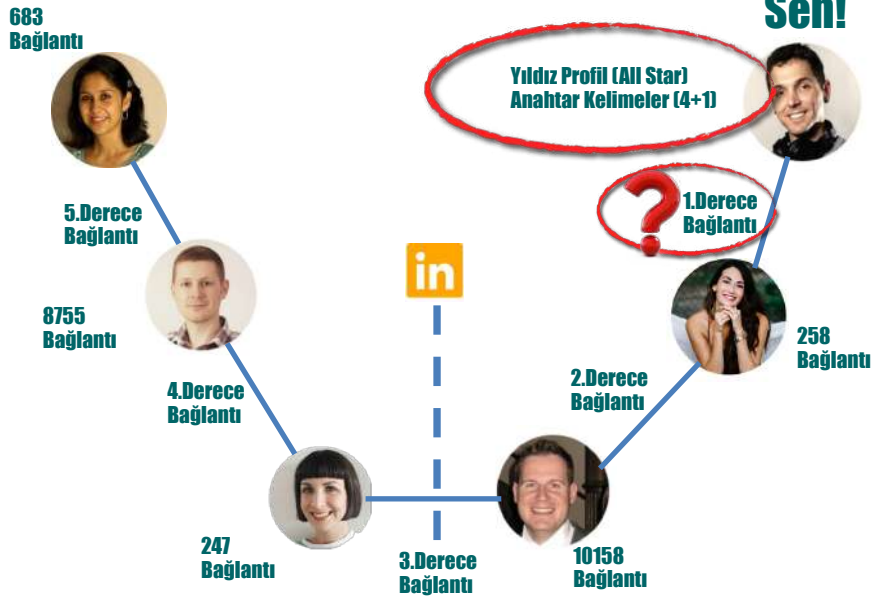 683
Bağlantı
Sen!
Yıldız Profil (All Star)
Anahtar Kelimeler (4+1)
5.Derece
Bağlantı
?
1.Derece
Bağlantı
in
8755
Bağlantı
258
Bağlantı
4.Derece
Bağlantı
2.Derece
Bağlantı
247
Bağlantı
3.Derece
Bağlantı
10158
Bağlantı